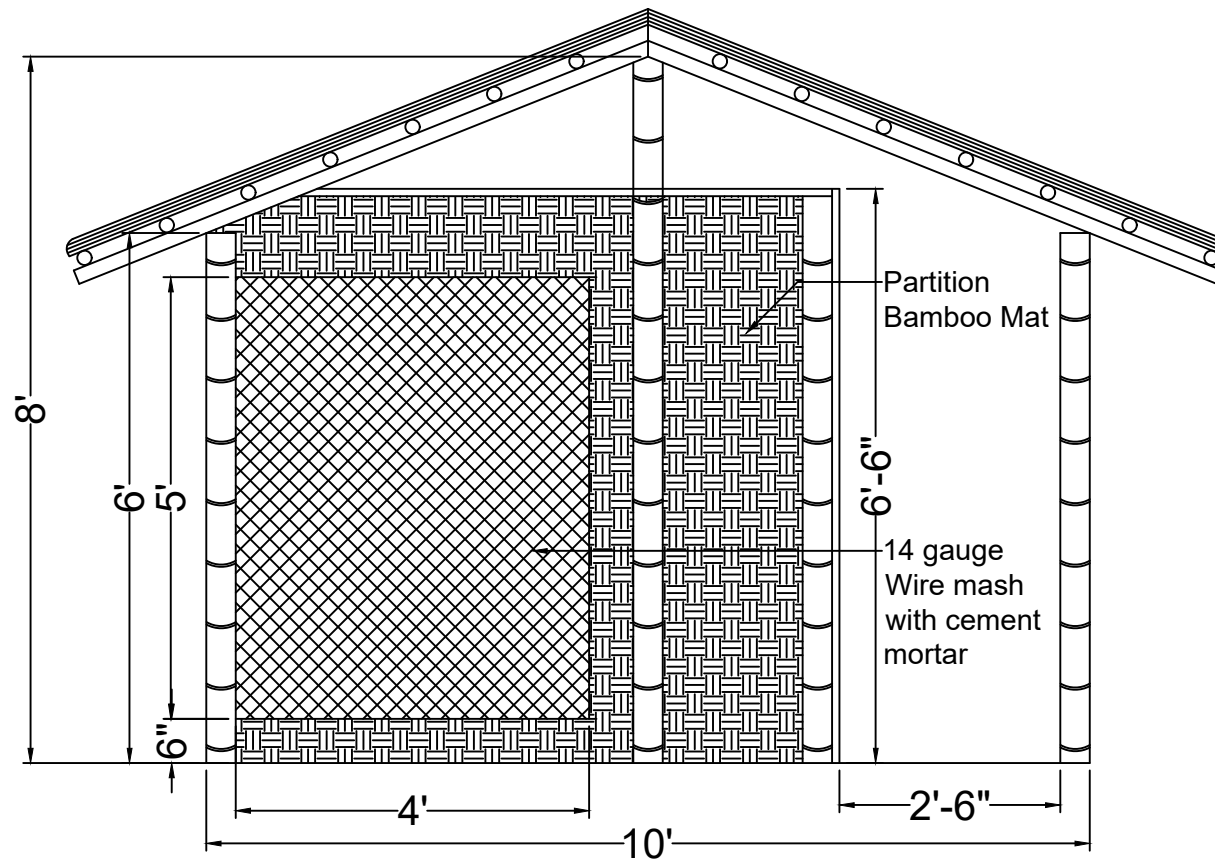 Partition
Bamboo Mat
8'
6'
5'
6'-6"
14 gauge
Wire mash
with cement
mortar
6"
4'
2'-6"
10'